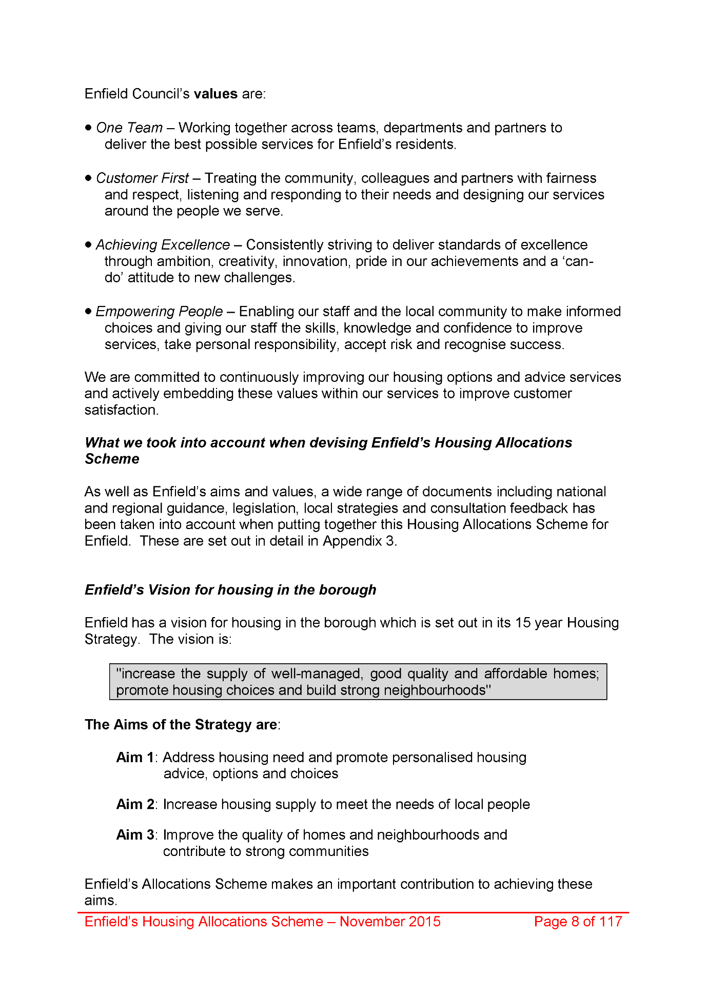 Enfield Council’s values are:
• One Team – Working together across teams, departments and partners to
deliver the best possible services for Enfield’s residents.
• Customer First – Treating the community, colleagues and partners with fairness
and respect, listening and responding to their needs and designing our services
around the people we serve.
• Achieving Excellence – Consistently striving to deliver standards of excellence
through ambition, creativity, innovation, pride in our achievements and a ‘can-
do’ attitude to new challenges.
• Empowering People – Enabling our staff and the local community to make informed
choices and giving our staff the skills, knowledge and confidence to improve
services, take personal responsibility, accept risk and recognise success.
We are committed to continuously improving our housing options and advice services
and actively embedding these values within our services to improve customer
satisfaction.
What we took into account when devising Enfield’s Housing Allocations
Scheme
As well as Enfield’s aims and values, a wide range of documents including national
and regional guidance, legislation, local strategies and consultation feedback has
been taken into account when putting together this Housing Allocations Scheme for
Enfield.  These are set out in detail in Appendix 3.
Enfield’s Vision for housing in the borough
Enfield has a vision for housing in the borough which is set out in its 15 year Housing
Strategy.  The vision is:
"increase the supply of well-managed, good quality and affordable homes;
promote housing choices and build strong neighbourhoods"
The Aims of the Strategy are:
Aim 1: Address housing need and promote personalised housing
advice, options and choices
Aim 2: Increase housing supply to meet the needs of local people
Aim 3: Improve the quality of homes and neighbourhoods and
contribute to strong communities
Enfield’s Allocations Scheme makes an important contribution to achieving these
aims.
Enfield’s Housing Allocations Scheme – November 2015 Page 8 of 117